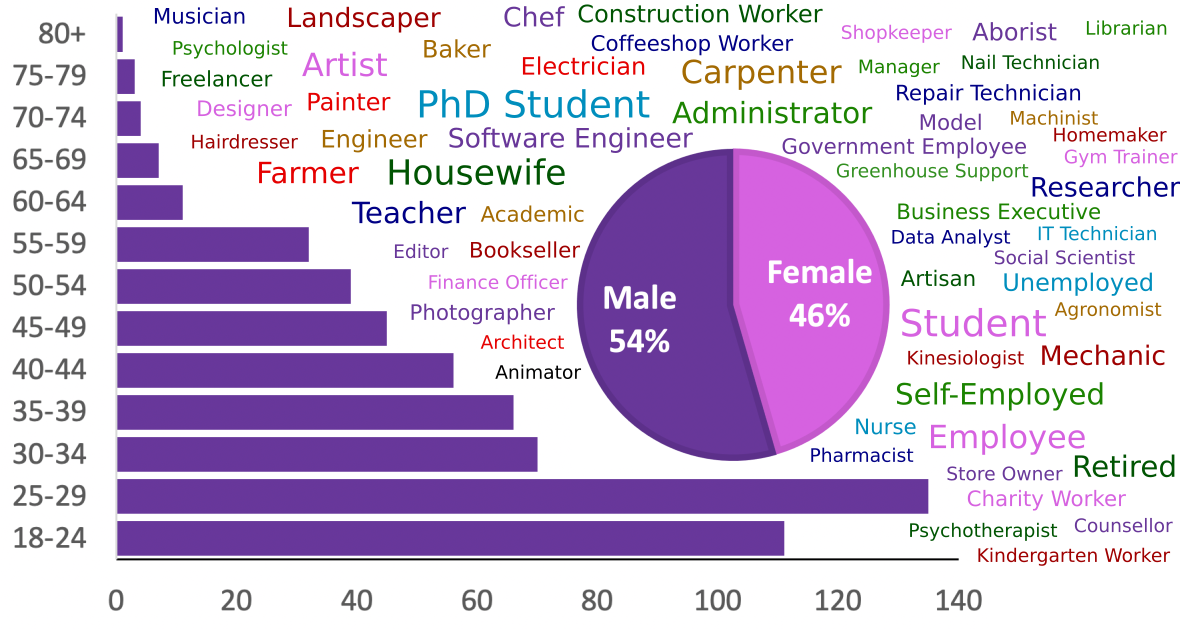 80+
75-79
70-74
65-69
60-64
55-59
50-54
45-49
40-44
35-39
30-34
25-29
18-24
0 20 40 60 80 100 120 140
Musician
Landscaper
Chef
Construction Worker
Shopkeeper
Aborist
Librarian
Psychologist
Baker
Coffeeshop Worker
Artist
Electrician
Carpenter
Manager
Nail Technician
Freelancer
Designer
Painter
PhD Student
Administrator
Repair Technician
Model
Machinist
Hairdresser
Engineer
Software Engineer
Government Employee
Homemaker
Gym Trainer
Farmer
Housewife
Greenhouse Support
Researcher
Teacher
Academic
Business Executive
Data Analyst
IT Technician
Editor
Bookseller
Social Scientist
Finance Officer
Artisan
Unemployed
Photographer
Student
Agronomist
Architect
Kinesiologist
Mechanic
Animator
Self-Employed
Nurse
Employee
Pharmacist
Store Owner
Retired
Charity Worker
Psychotherapist
Counsellor
Kindergarten Worker
Male
54%
Female
46%